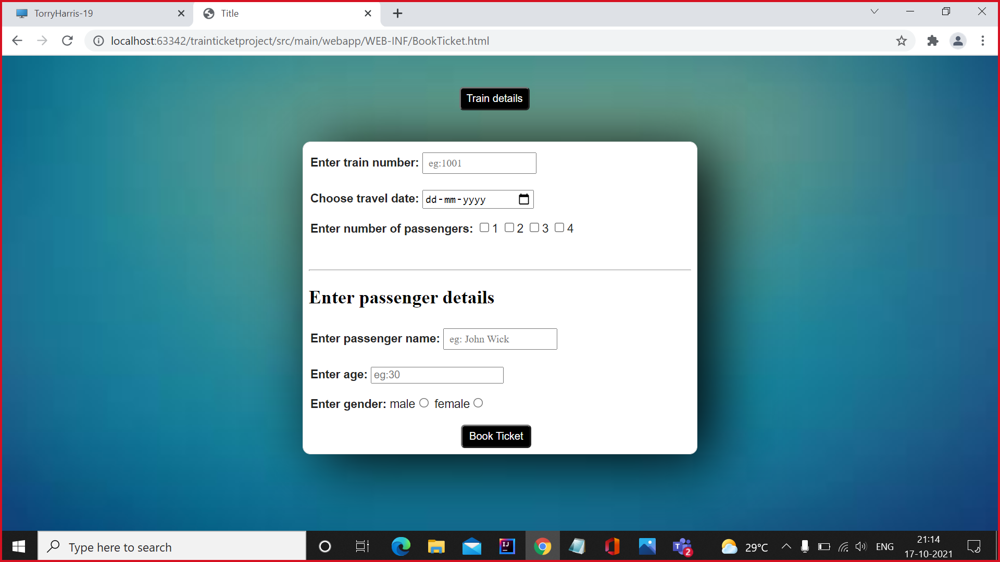 TorryHarris-19
Title
localhost:63342/trainticketproject/src/main/webapp/WEB-INF/BookTicket.html
Train details
Enter train number: eg:1001
Choose travel date: dd-mm-yyyy
Enter number of passengers: 1 2 3 4
Enter passenger details
Enter passenger name: eg: John Wick
Enter age: eg:30
Enter gender: male female
Book Ticket
Type here to search
IJ
T 2
29°C
ENG
21:14
17-10-2021